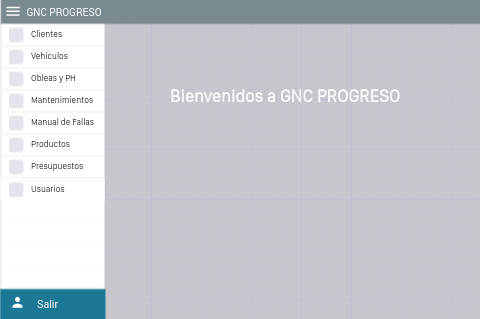 GNC PROGRESO
Clientes
Vehiculos
Obleas y PH
Mantenimientos
Manual de Fallas
Productos
Presupuestos
Usuarios
Salir
Bienvenidos a GNC PROGRESO